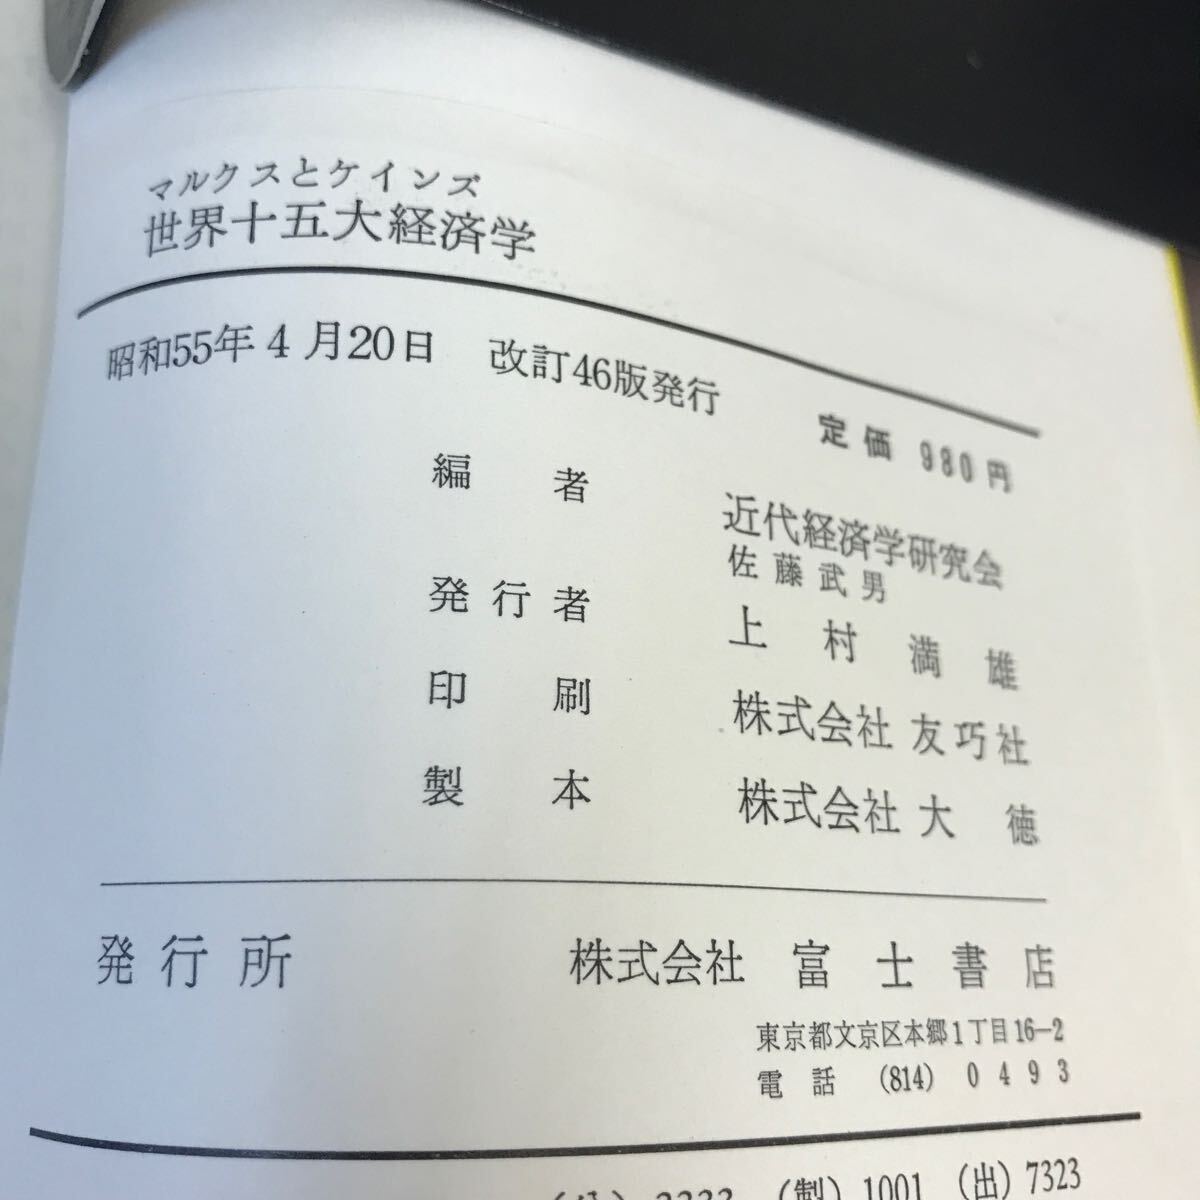 マルクスとケインズ
世界十五大経済学
昭和55年4月20日 改訂46版発行
定価 980円
編者 近代経済学研究会
佐藤武男
発行者 上村満雄
印刷 株式会社友巧社
製本 株式会社大徳
発行所 株式会社 富士書店
東京都文京区本郷1丁目16-2
電話 (814) 0493
(製) 1001 (出) 7323